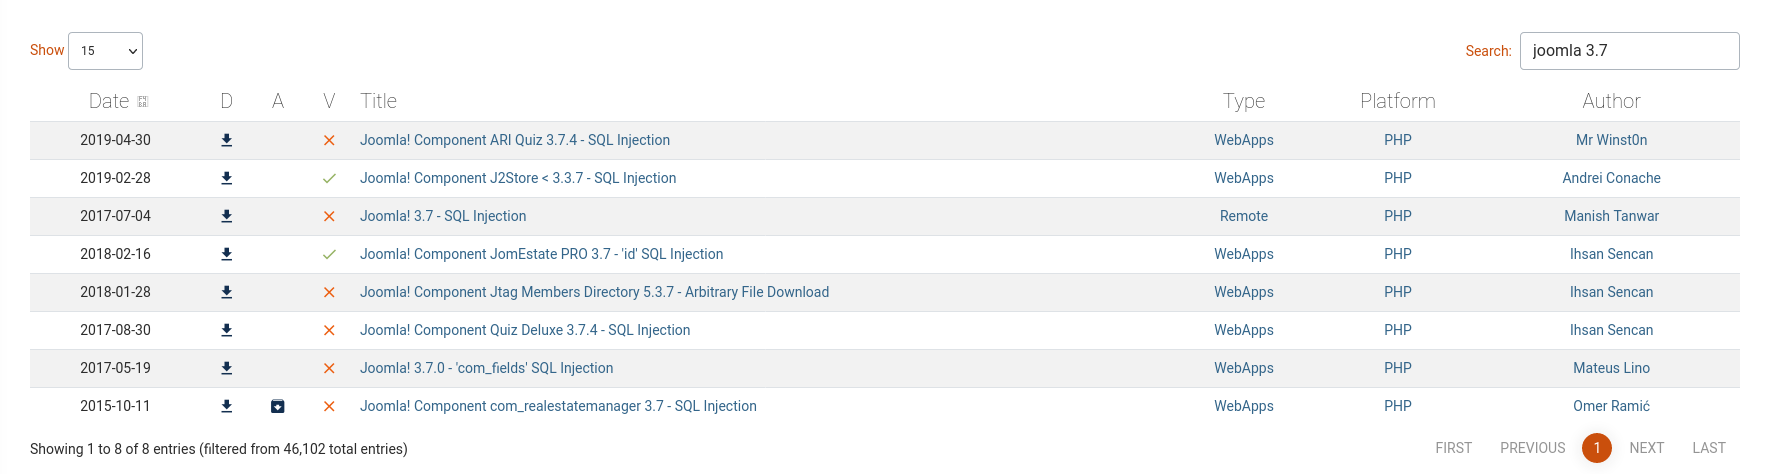 Show 15 Search: joomla 3.7
Date D A V Title Type Platform Author
2019-04-30 Joomla! Component ARI Quiz 3.7.4 - SQL Injection WebApps PHP Mr Winst0n
2019-02-28 Joomla! Component J2Store < 3.3.7 - SQL Injection WebApps PHP Andrei Conache
2017-07-04 Joomla! 3.7 - SQL Injection Remote PHP Manish Tanwar
2018-02-16 Joomla! Component JomEstate PRO 3.7 - 'id' SQL Injection WebApps PHP Ihsan Sencan
2018-01-28 Joomla! Component Jtag Members Directory 5.3.7 - Arbitrary File Download WebApps PHP Ihsan Sencan
2017-08-30 Joomla! Component Quiz Deluxe 3.7.4 - SQL Injection WebApps PHP Ihsan Sencan
2017-05-19 Joomla! 3.7.0 - 'com_fields' SQL Injection WebApps PHP Mateus Lino
2015-10-11 Joomla! Component com_realestatemanager 3.7 - SQL Injection WebApps PHP Omer Ramić
Showing 1 to 8 of 8 entries (filtered from 46,102 total entries) FIRST PREVIOUS 1 NEXT LAST